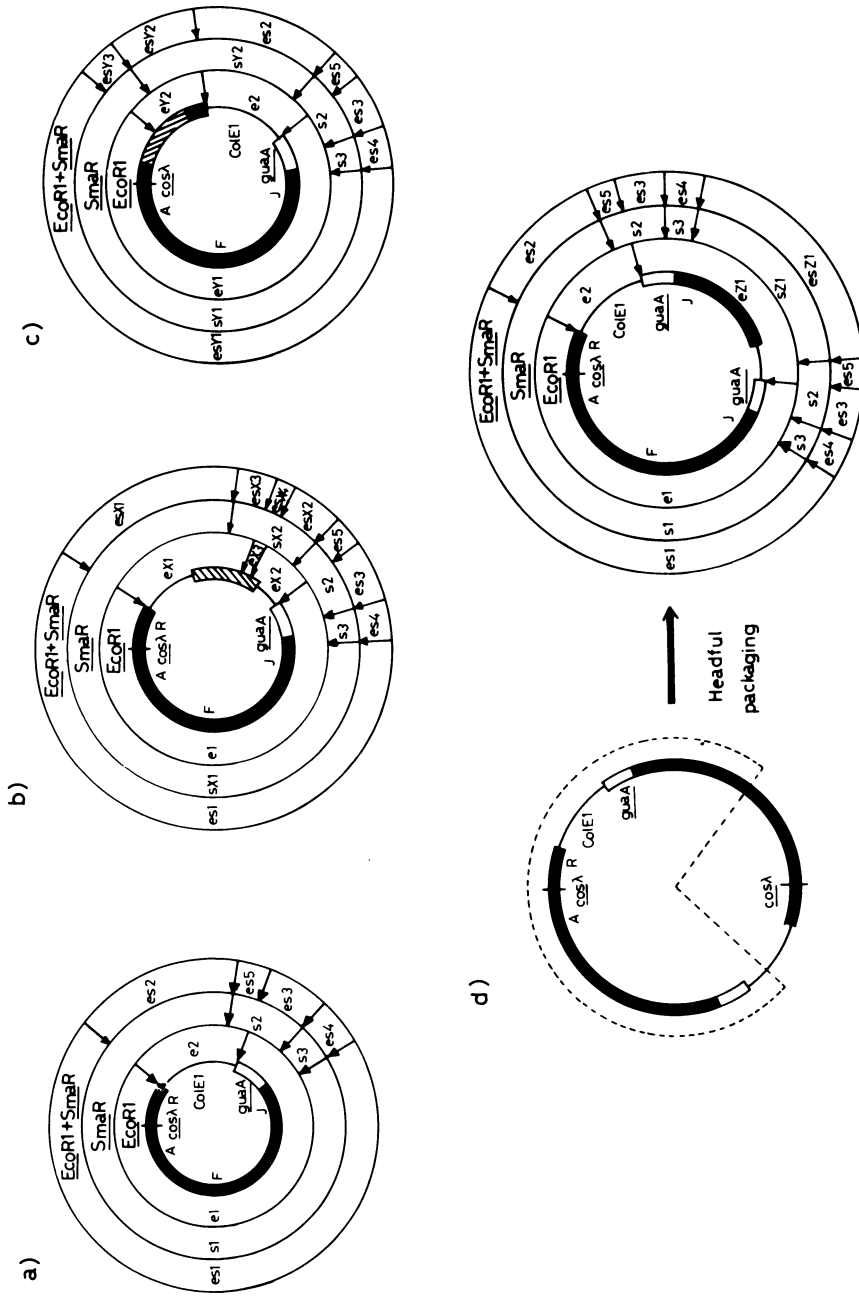 a)
EcoR1+SmaR
SmaR
EcoR1
A cosλ R
ColE1
guaA
J
F
e1
s1
es1
e2
es2
s2
es5
es3
s3
es4
b)
EcoR1+SmaR
SmaR
EcoR1
A cosλ R
guaA
J
F
e1
sX1
es1
eX1
esX1
eX3
eX2
sX2
esX3
esX4
esX2
es5
s2
es3
s3
es4
c)
EcoR1+SmaR
SmaR
EcoR1
A cosλ
ColE1
guaA
J
F
eY1
sY1
esY1
eY2
e2
sY2
esY3
esY2
es2
es5
s2
es3
s3
es4
d)
A cosλ R
ColE1
guaA
cosλ
Headful
packaging
EcoR1+SmaR
SmaR
EcoR1
A cosλ R
ColE1
guaA
J
guaA
J
F
e1
s1
es1
e2
es2
es5
s2
es3
s3
es4
eZ1
sZ1
esZ1
es5
s2
es3
s3
es4